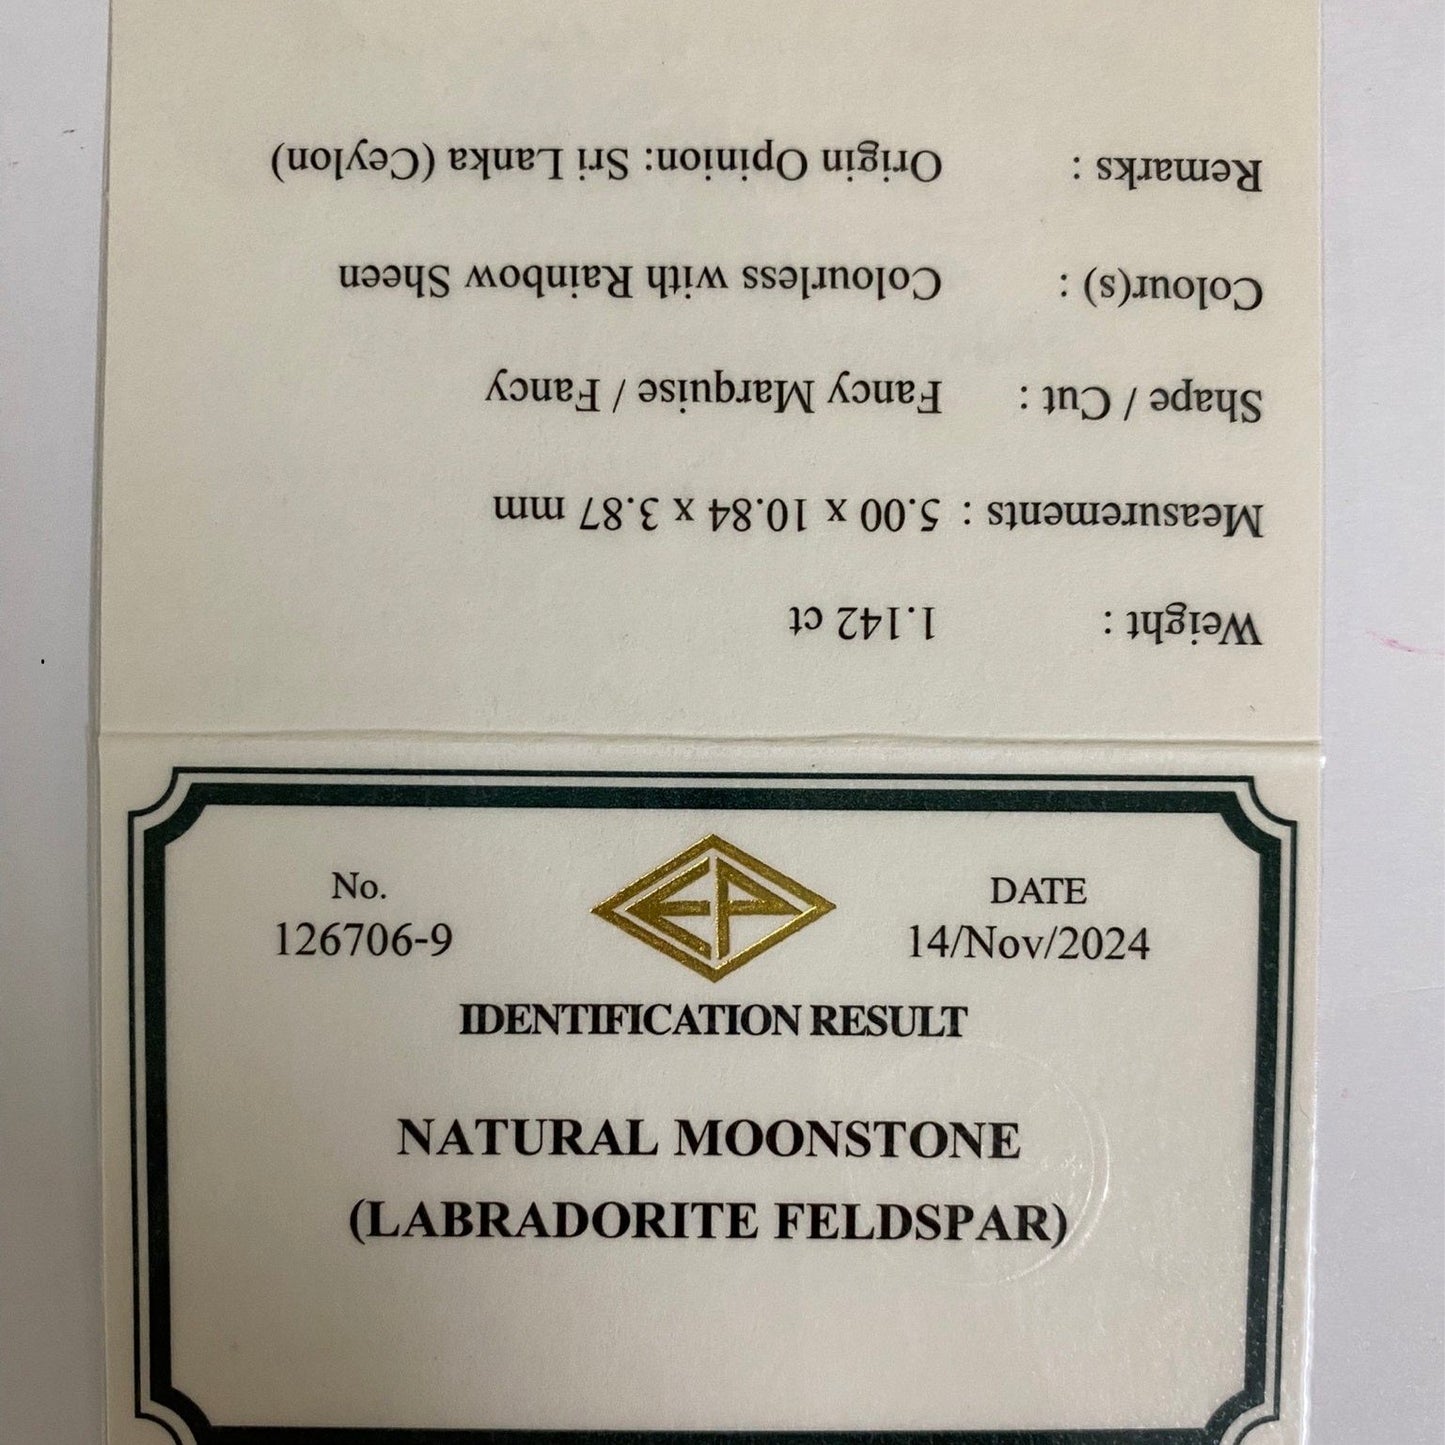 Weight : 1.142 ct
Measurements : 5.00 x 10.84 x 3.87 mm
Shape / Cut : Fancy Marquise / Fancy
Colour(s) : Colourless with Rainbow Sheen
Remarks : Origin Opinion: Sri Lanka (Ceylon)
No.
126706-9
EP
DATE
14/Nov/2024
IDENTIFICATION RESULT
NATURAL MOONSTONE
(LABRADORITE FELDSPAR)